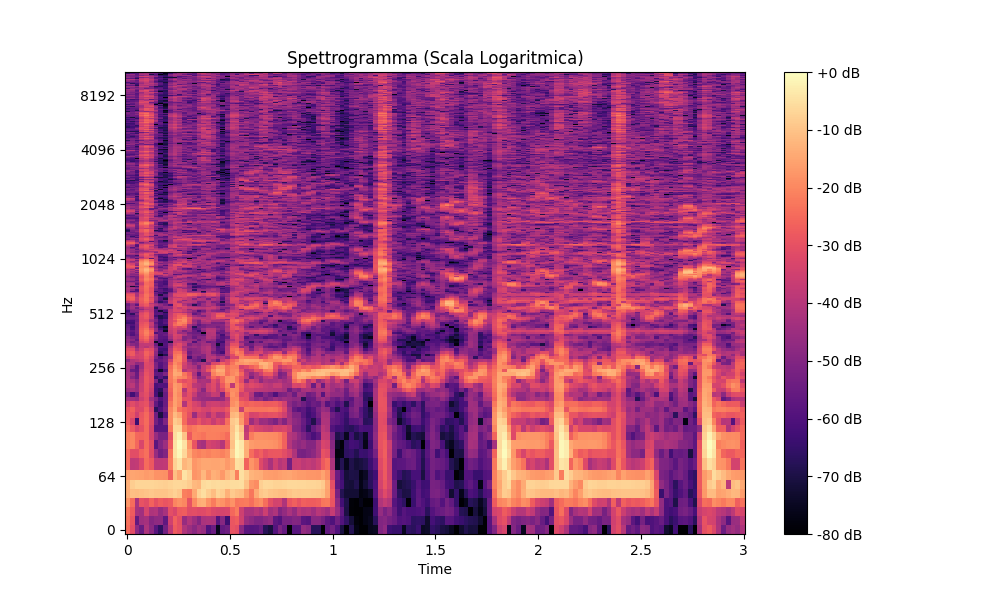 Spettrogramma (Scala Logaritmica)
Hz
8192
4096
2048
1024
512
256
128
64
0
0
0.5
1
1.5
2
2.5
3
Time
+0 dB
-10 dB
-20 dB
-30 dB
-40 dB
-50 dB
-60 dB
-70 dB
-80 dB